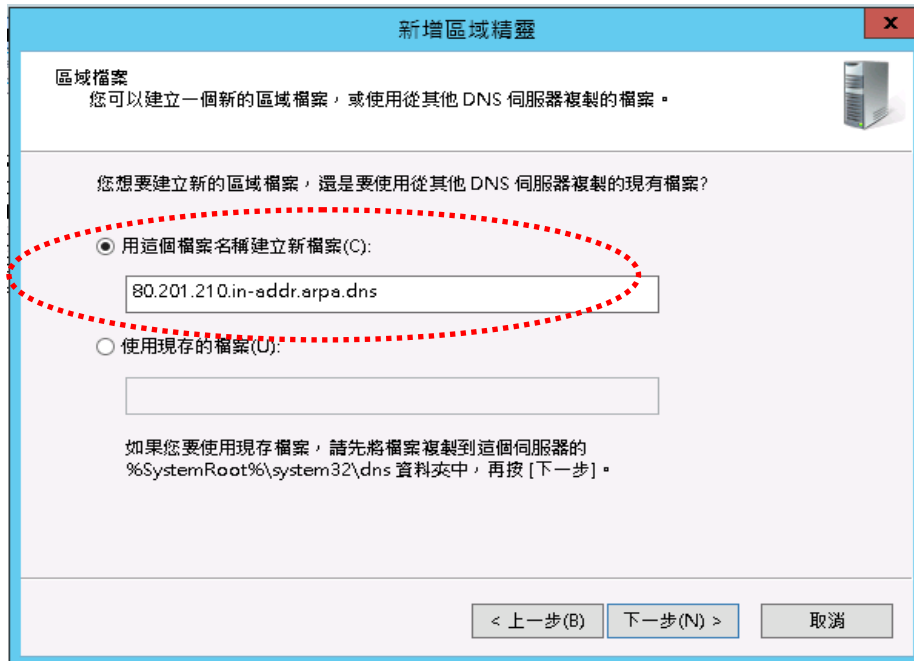 新增區域精靈
x
區域檔案
您可以建立一個新的區域檔案，或使用從其他 DNS 伺服器複製的檔案。
您想要建立新的區域檔案，還是要使用從其他 DNS 伺服器複製的現有檔案?
用這個檔案名稱建立新檔案(C):
80.201.210.in-addr.arpa.dns
使用現存的檔案(U):
如果您要使用現存檔案，請先將檔案複製到這個伺服器的
%SystemRoot%\system32\dns 資料夾中，再按 [下一步]。
< 上一步(B) 下一步(N) > 取消